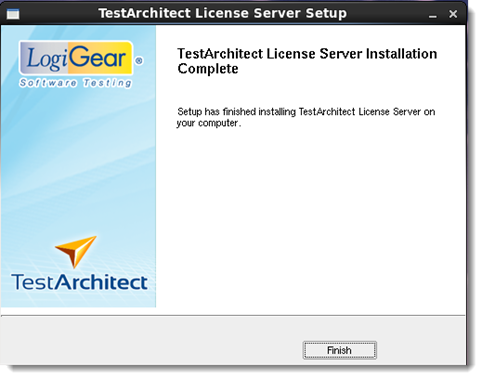 TestArchitect License Server Setup
LogiGear ®
Software Testing
TestArchitect License Server Installation
Complete
Setup has finished installing TestArchitect License Server on
your computer.
TestArchitect
Finish